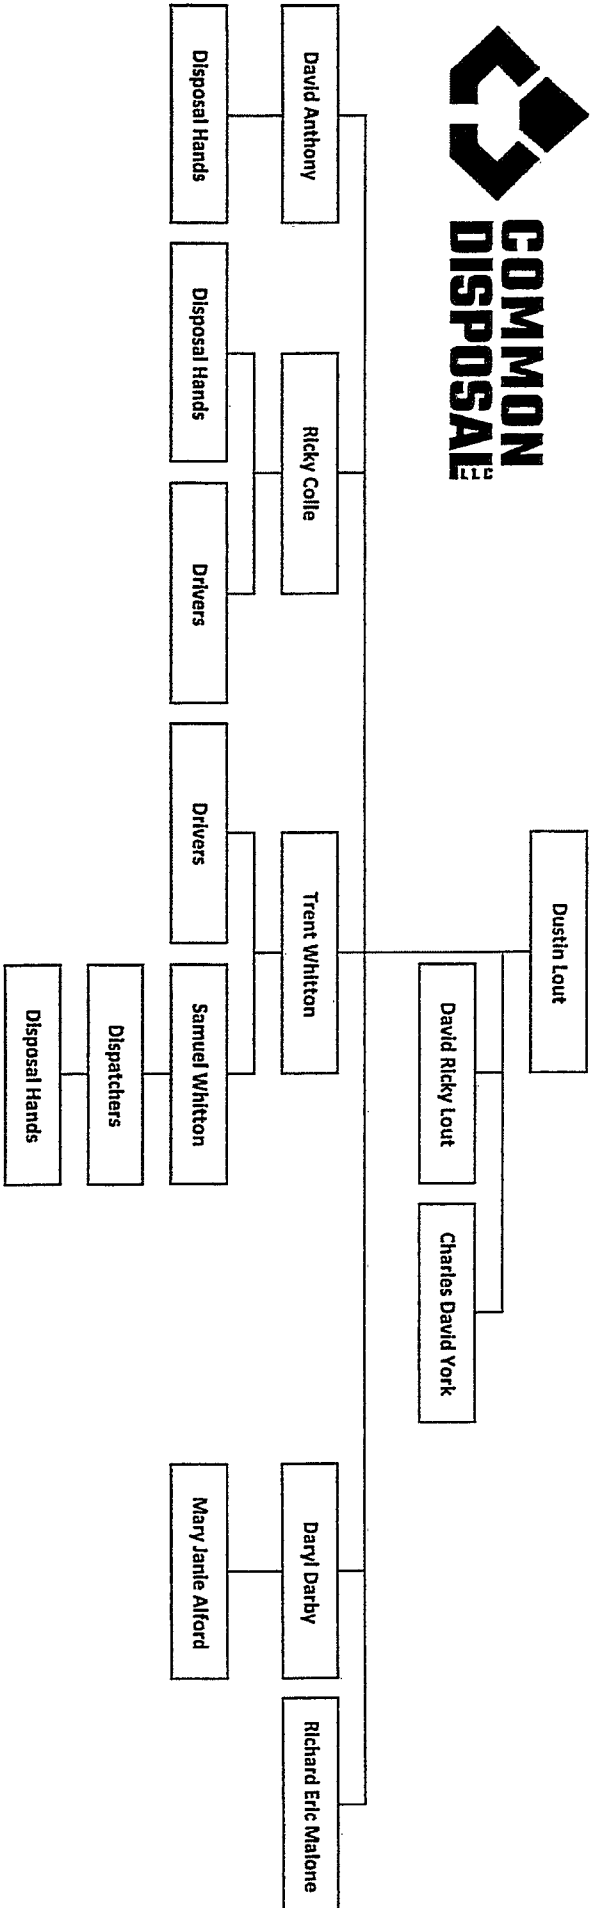 COMMON
DISPOSAL
LLC
Dustin Lout
David Ricky Lout
Charles David York
David Anthony
Ricky Colle
Trent Whitton
Daryl Darby
Richard Eric Malone
Disposal Hands
Disposal Hands
Drivers
Drivers
Samuel Whitton
Mary Janie Alford
Dispatchers
Disposal Hands